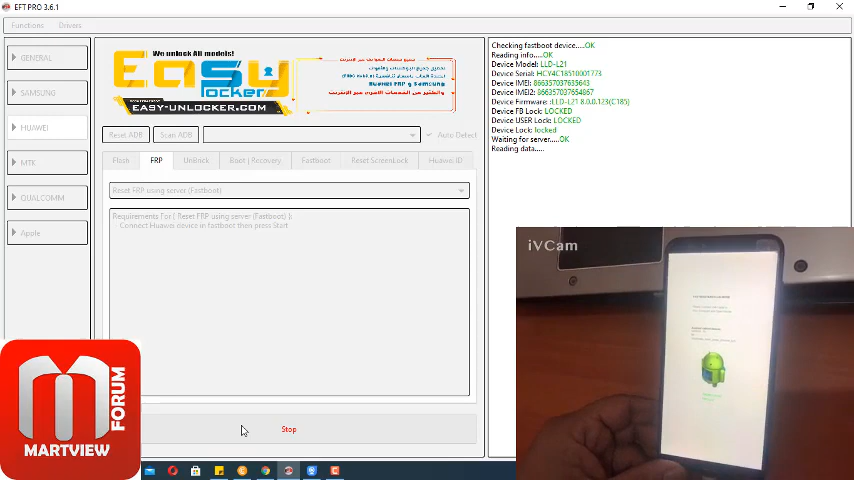 EFT PRO 3.6.1
Functions Drivers
GENERAL
SAMSUNG
HUAWEI
MTK
QUALCOMM
Apple
We unlock All models!
Easy
Locker
EASY-UNLOCKER.COM
Reset ADB
Scan ADB
Auto Detect
Flash
FRP
Unbrick
Boot | Recovery
Fastboot
Reset ScreenLock
Huawei ID
Reset FRP using server (Fastboot)
Requirements For ( Reset FRP using server (Fastboot) ):
Connect Huawei device in fastboot then press Start
Stop
Checking fastboot device.....OK
Reading info....OK
Device Model: LLD-L21
Device Serial: HCV4C18510001773
Device IMEI: 866357037635643
Device IMEI2: 866357037654867
Device Firmware: :LLD-L21 8.0.0.123(C185)
Device FB Lock: LOCKED
Device USER Lock: LOCKED
Device Lock: locked
Waiting for server.....OK
Reading data.....
iVCam
M
MARTVIEW
FORUM